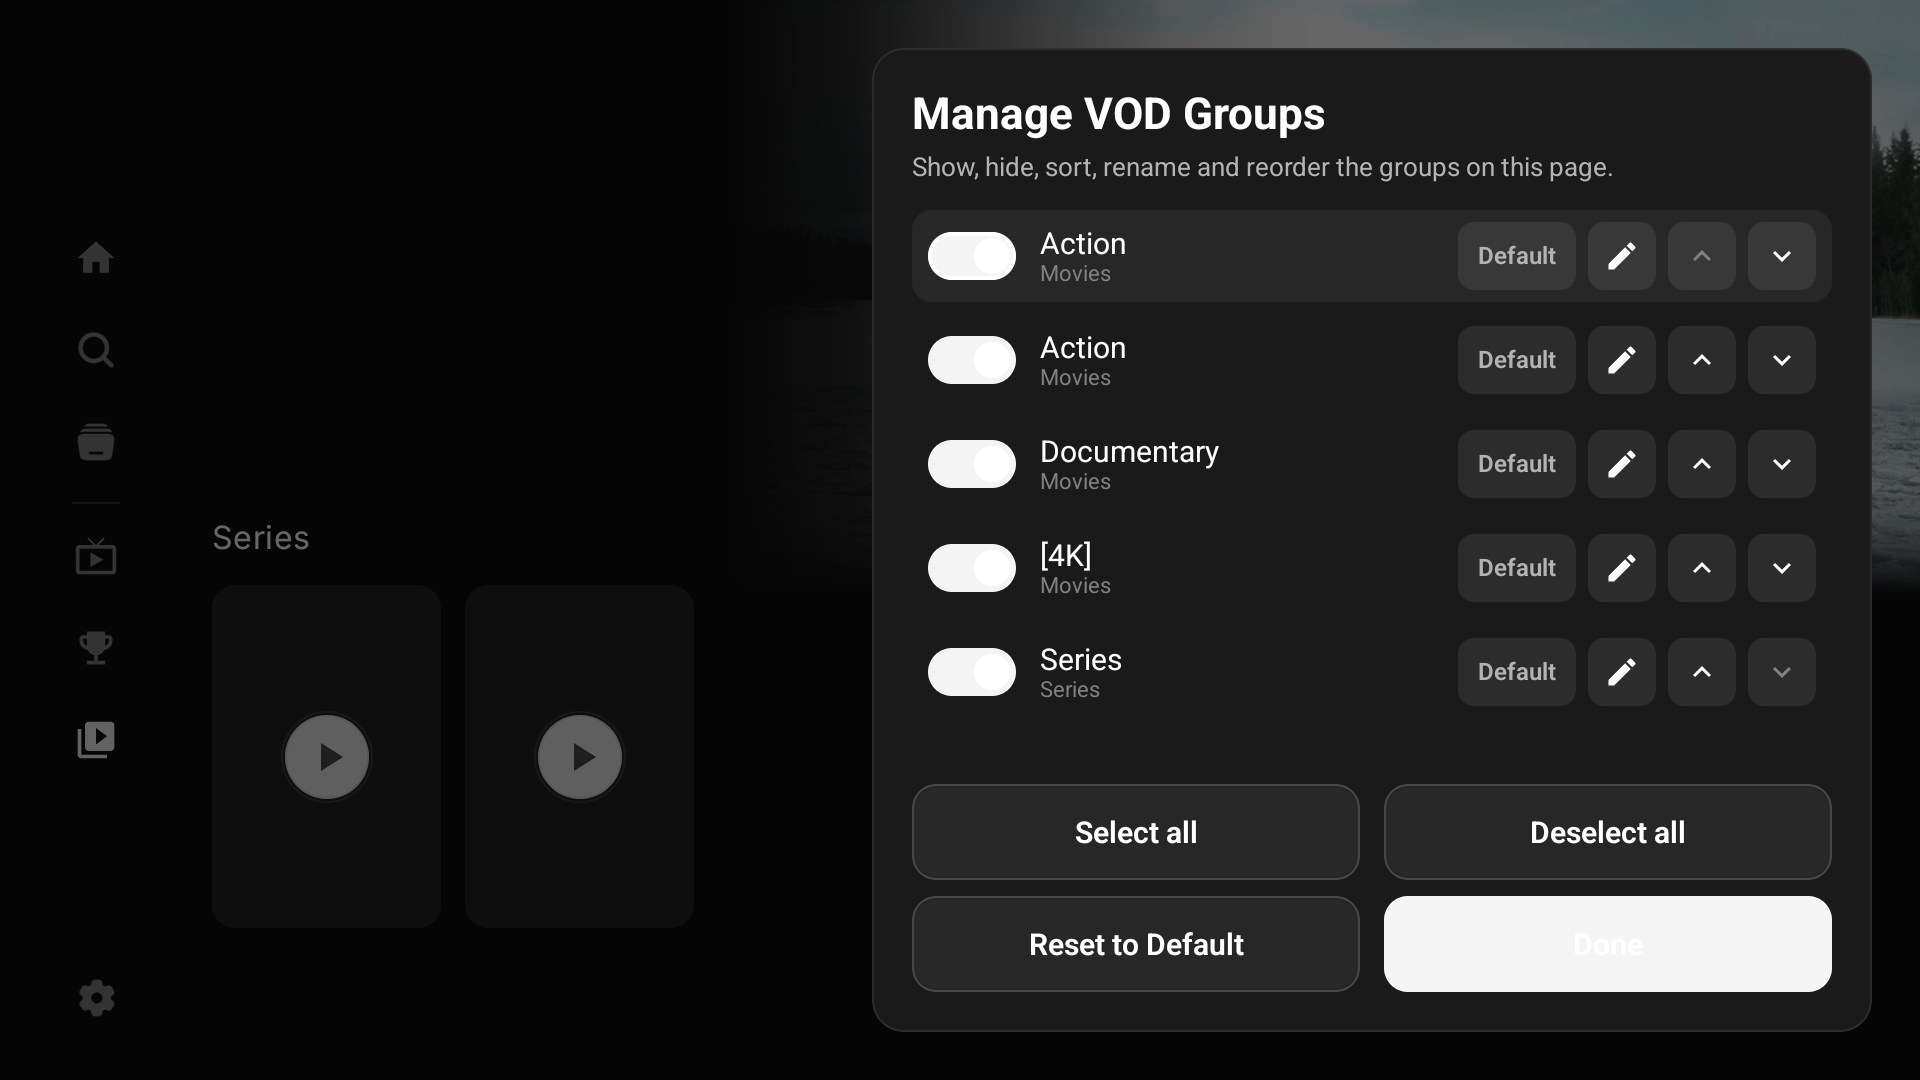 Manage VOD Groups
Show, hide, sort, rename and reorder the groups on this page.
Action
Movies
Default
Action
Movies
Default
Documentary
Movies
Default
[4K]
Movies
Default
Series
Series
Default
Series
Select all
Deselect all
Reset to Default
Done